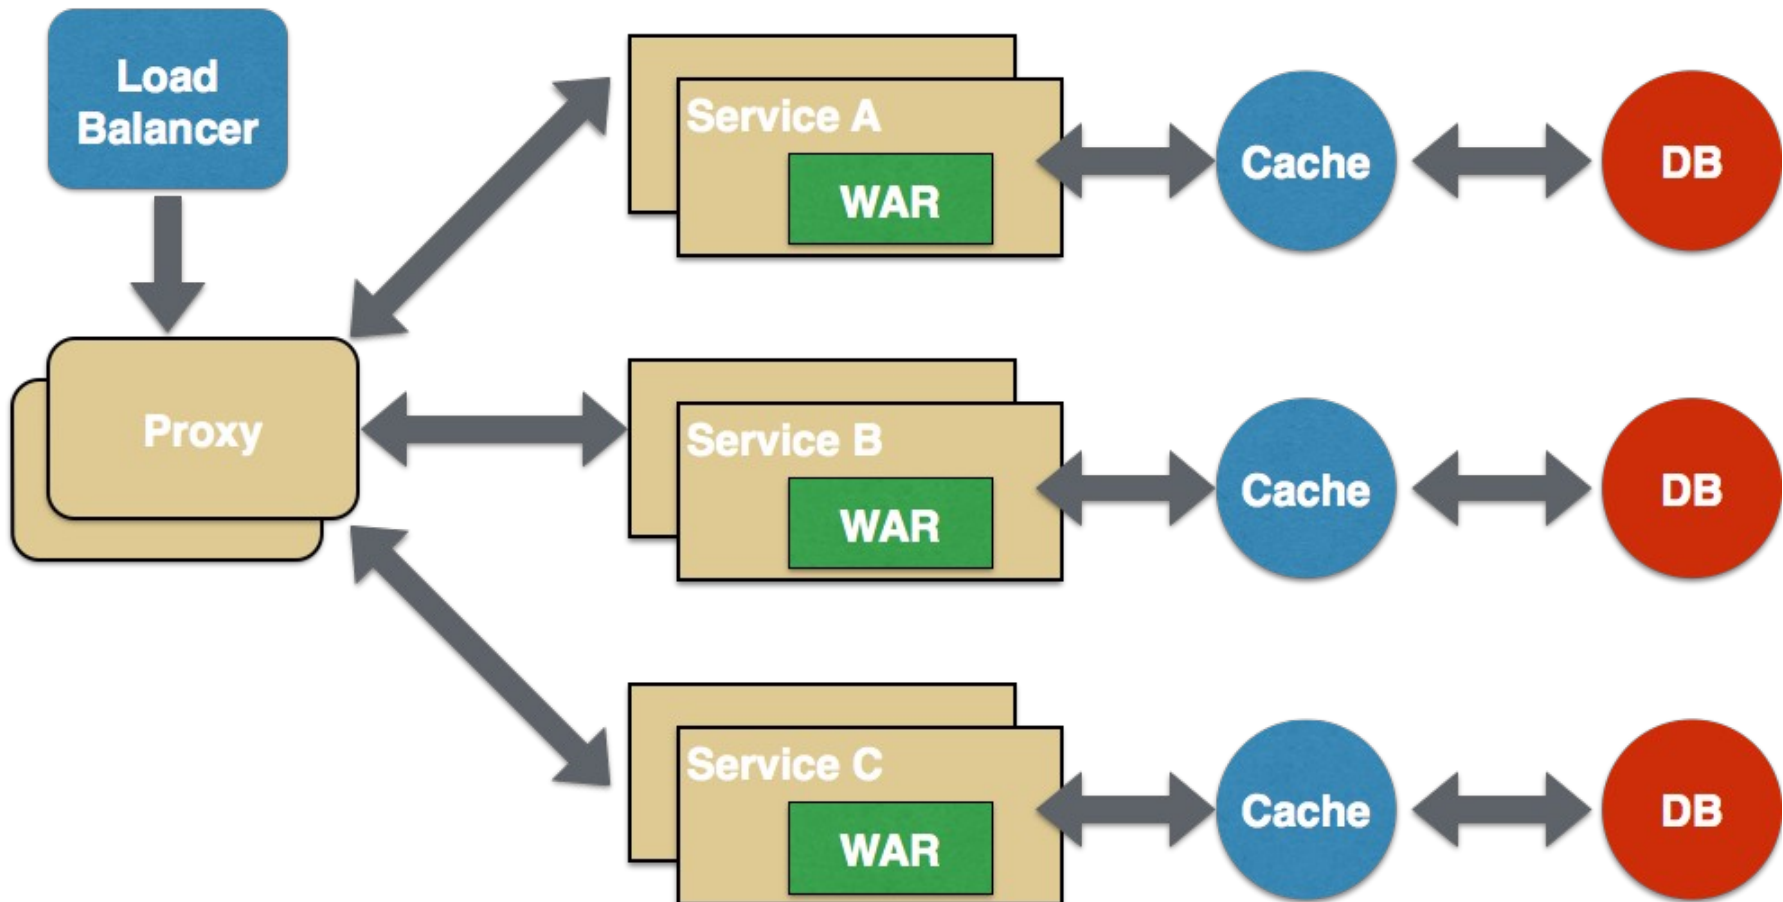 Load
Balancer
Proxy
Service A
WAR
Cache
DB
Service B
WAR
Cache
DB
Service C
WAR
Cache
DB